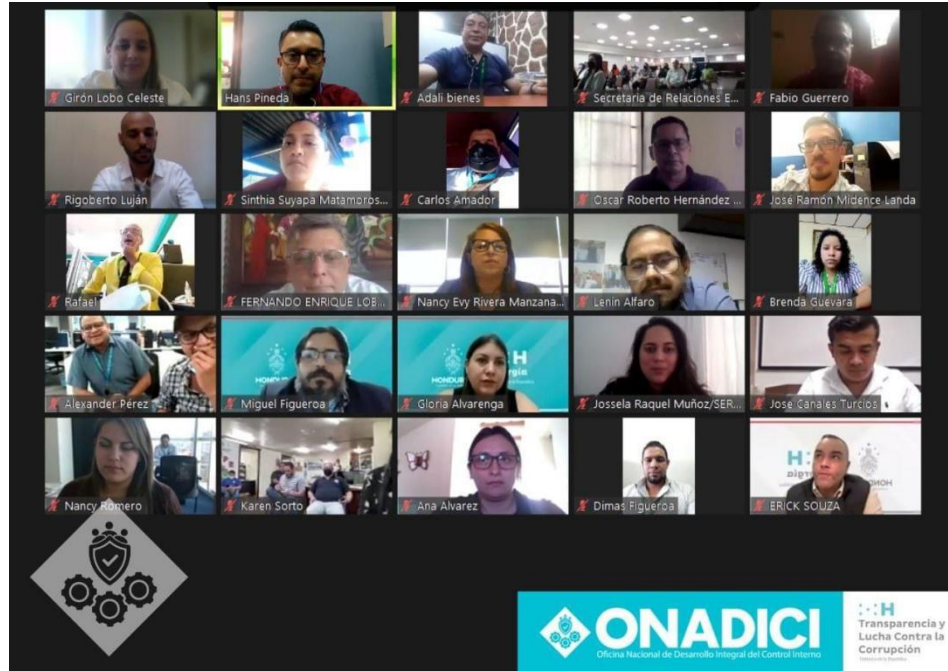 Girón Lobo Celeste
Hans Pineda
Adali bienes
Secretaria de Relaciones E...
Fabio Guerrero
Rigoberto Luján
Sinthia Suyapa Matamoros...
Carlos Amador
Oscar Roberto Hernández ...
José Ramón Midence Landa
Rafael
FERNANDO ENRIQUE LOB...
Nancy Evy Rivera Manzana...
Lenin Alfaro
Brenda Guevara
Alexander Pérez
Miguel Figueroa
Gloria Alvarenga
Jossela Raquel Muñoz/SER...
Jose Canales Turcios
Nancy Romero
Karen Sorto
Ana Alvarez
Dimas Figueroa
ERICK SOUZA
ONADICI
Oficina Nacional de Desarrollo Integral del Control Interno
H
Transparencia y
Lucha Contra la
Corrupción